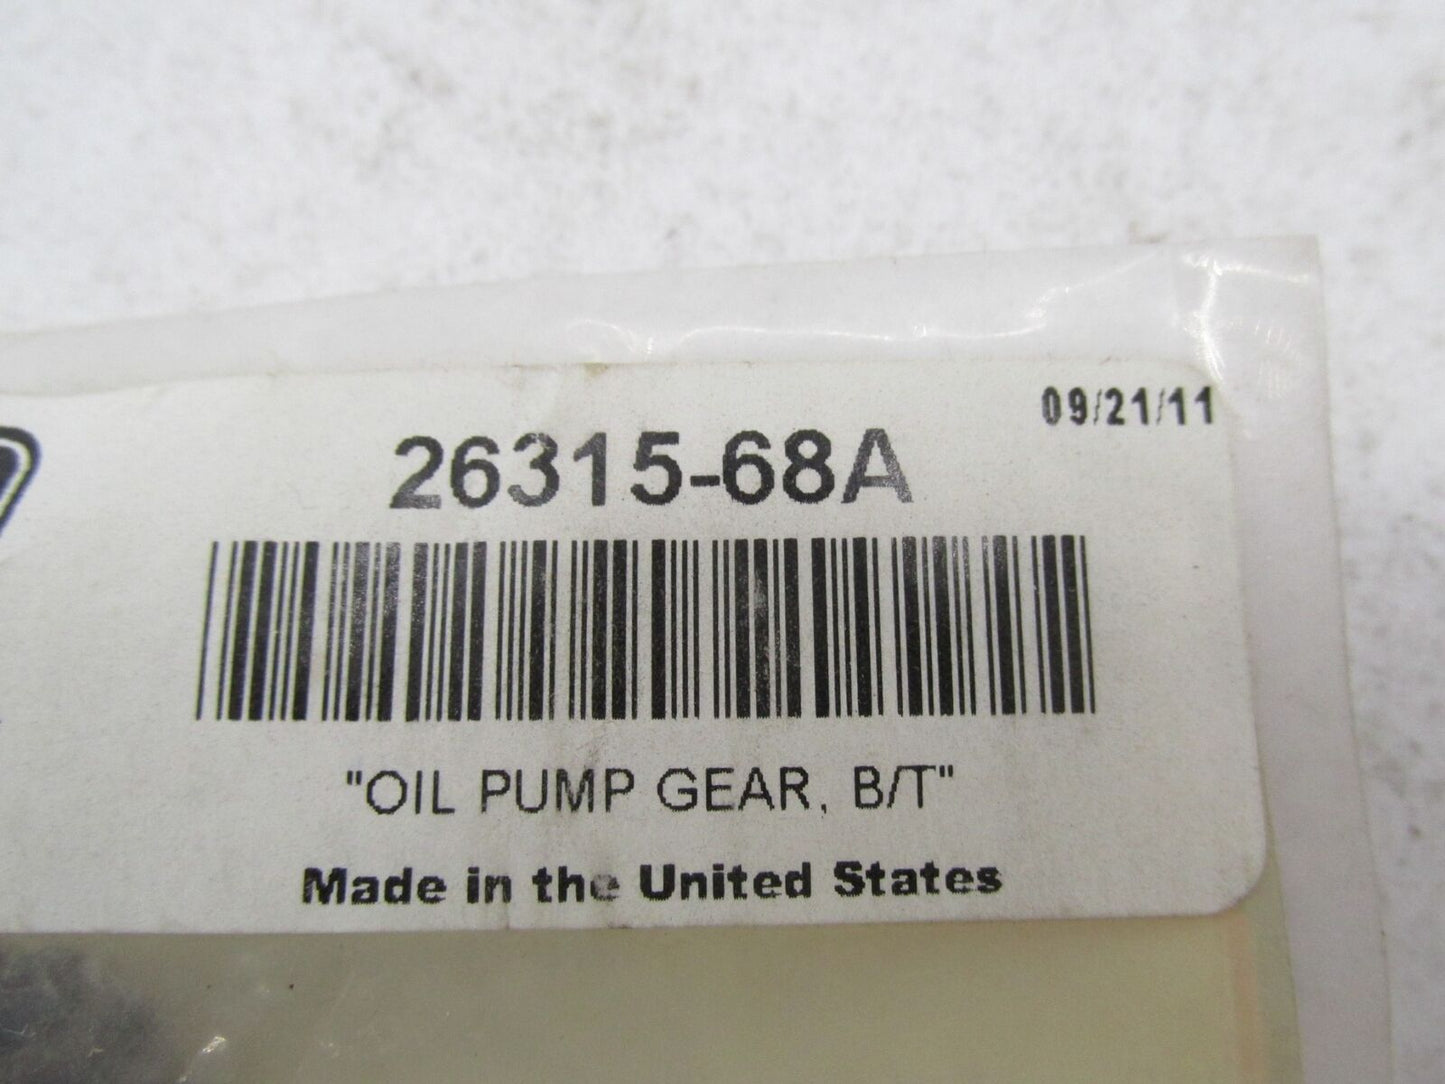 09/21/11
26315-68A
"OIL PUMP GEAR, B/T"
Made in the United States